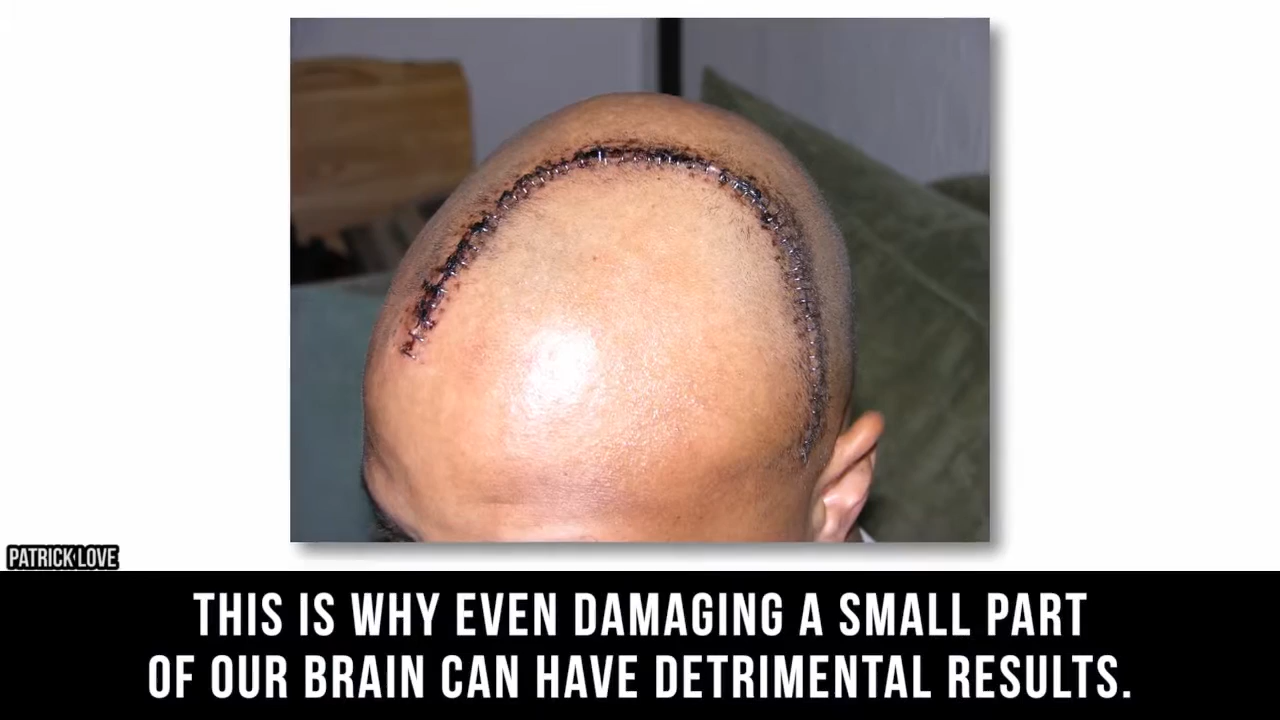 PATRICK LOVE
THIS IS WHY EVEN DAMAGING A SMALL PART
OF OUR BRAIN CAN HAVE DETRIMENTAL RESULTS.